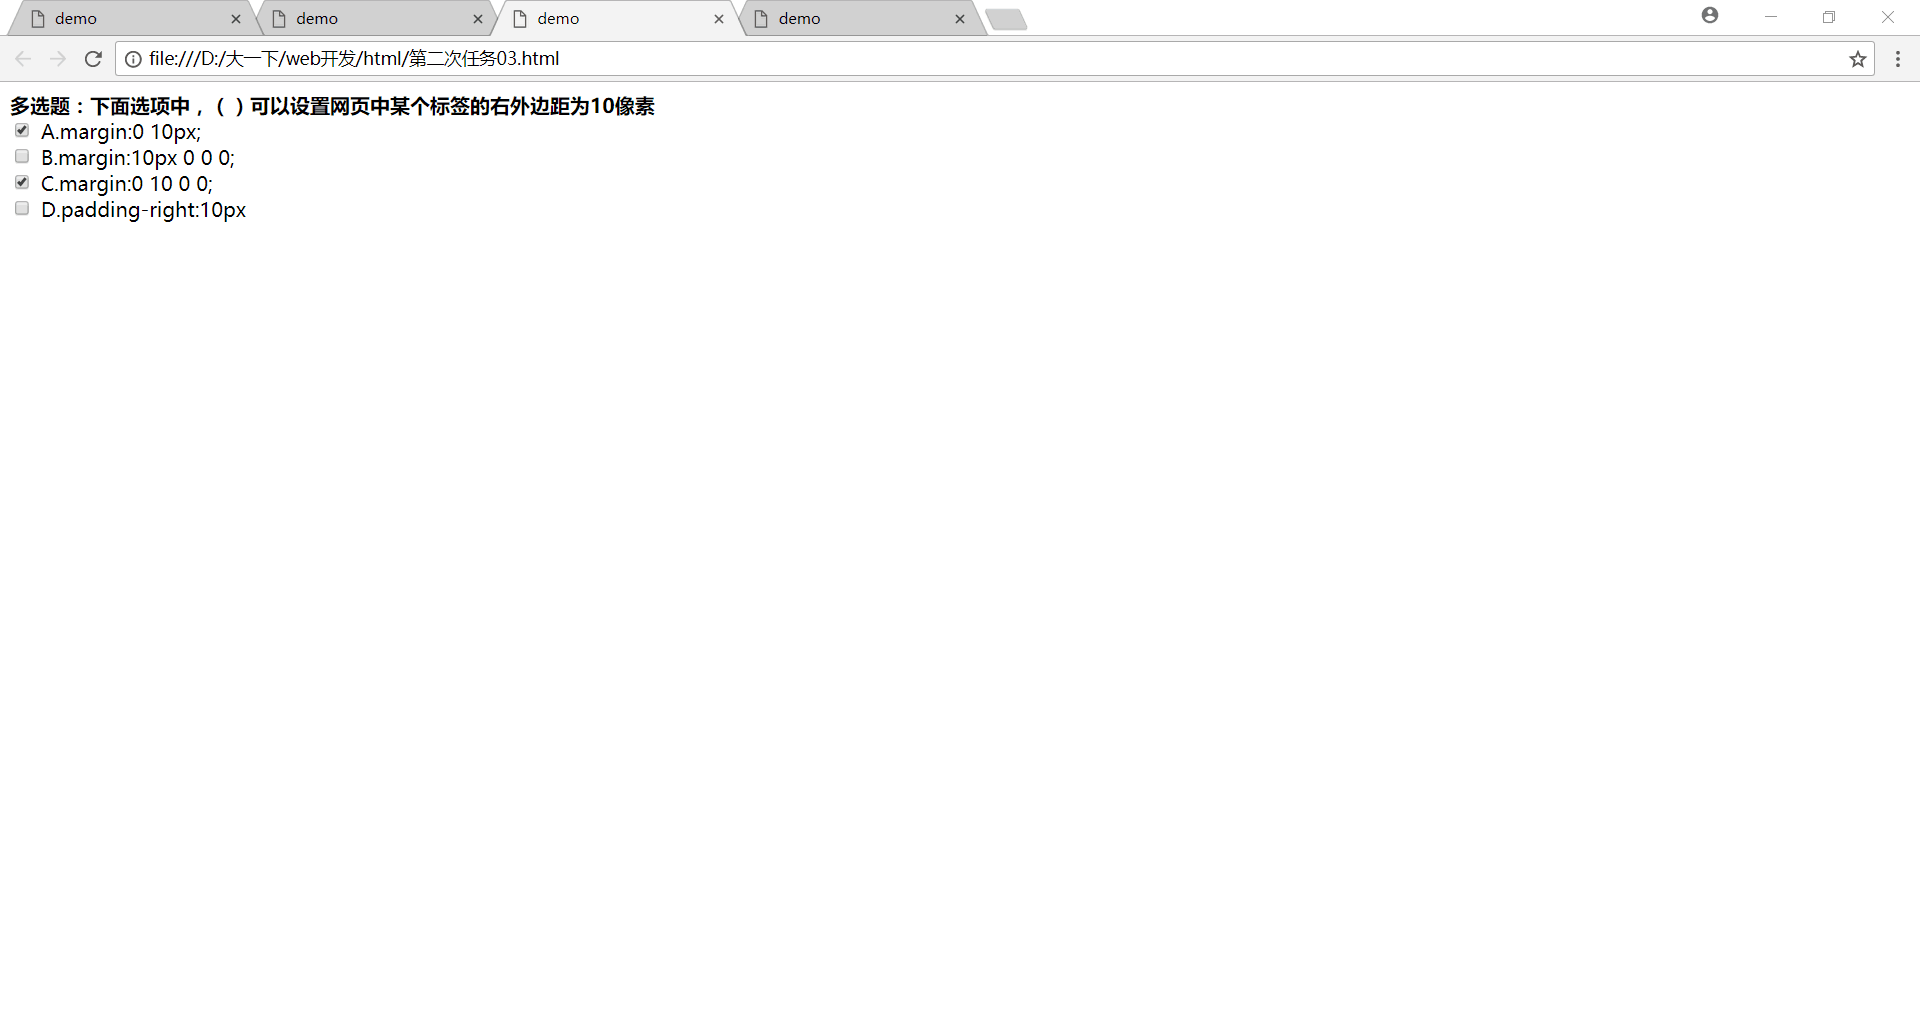 demo
demo
demo
demo
file:///D:/大一下/web开发/html/第二次任务03.html
多选题：下面选项中，（ ）可以设置网页中某个标签的右外边距为10像素
A.margin:0 10px;
B.margin:10px 0 0 0;
C.margin:0 10 0 0;
D.padding-right:10px